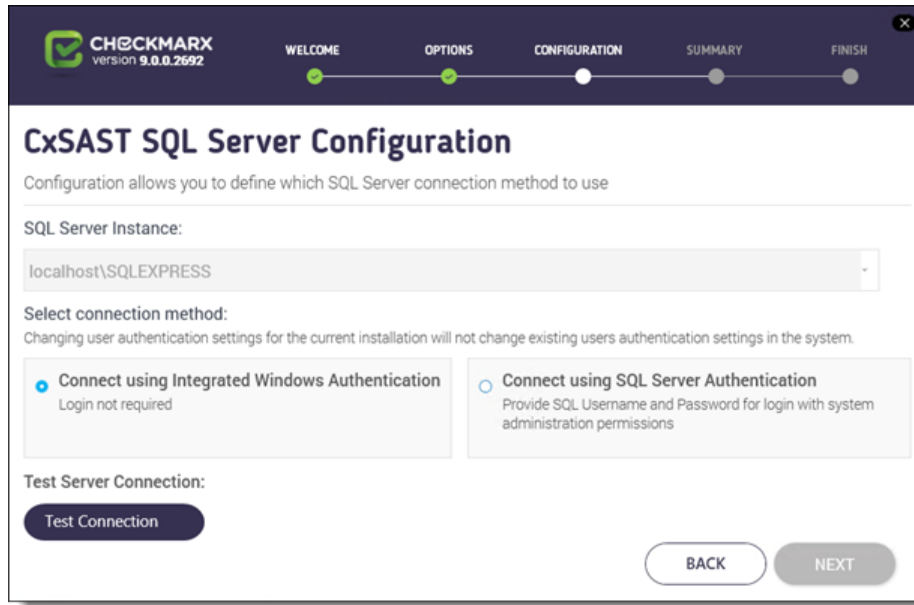 CHECKMARX
version 9.0.0.2692
WELCOME
OPTIONS
CONFIGURATION
SUMMARY
FINISH
CxSAST SQL Server Configuration
Configuration allows you to define which SQL Server connection method to use
SQL Server Instance:
localhost\SQLEXPRESS
Select connection method:
Changing user authentication settings for the current installation will not change existing users authentication settings in the system.
Connect using Integrated Windows Authentication
Login not required
Connect using SQL Server Authentication
Provide SQL Username and Password for login with system
administration permissions
Test Server Connection:
Test Connection
BACK
NEXT